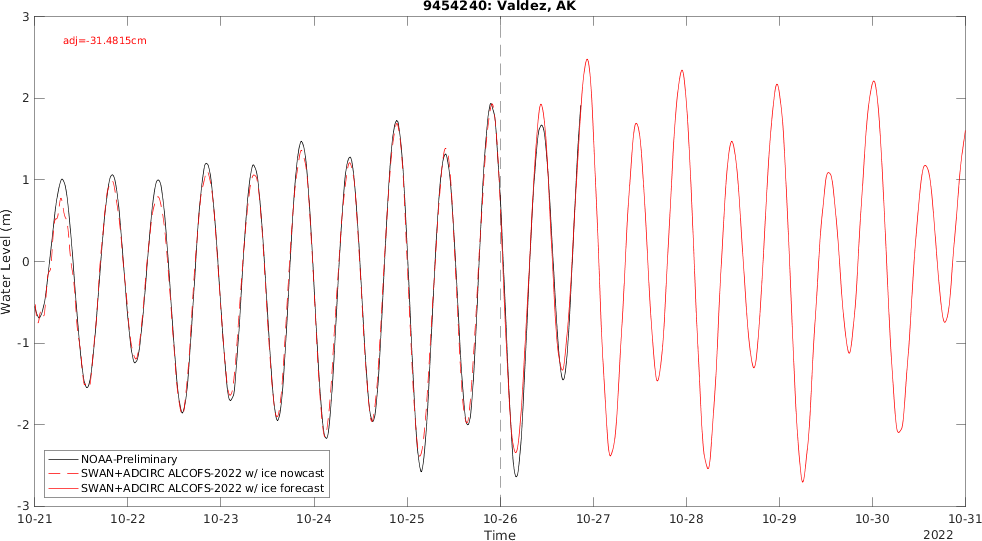 9454240: Valdez, AK
adj=-31.4815cm
Water Level (m)
3
2
1
0
-1
-2
-3
NOAA-Preliminary
SWAN+ADCIRC ALCOFS-2022 w/ ice nowcast
SWAN+ADCIRC ALCOFS-2022 w/ ice forecast
10-21 10-22 10-23 10-24 10-25 10-26 10-27 10-28 10-29 10-30 10-31
Time
2022